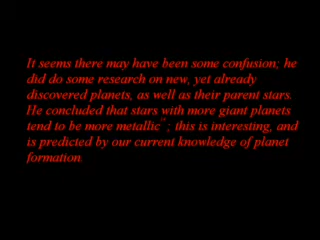 It seems there may have been some confusion; he
did do some research on new, yet already
discovered planets, as well as their parent stars.
He concluded that stars with more giant planets
tend to be more metallic" ; this is interesting, and
is predicted by our current knowledge of planet
formation